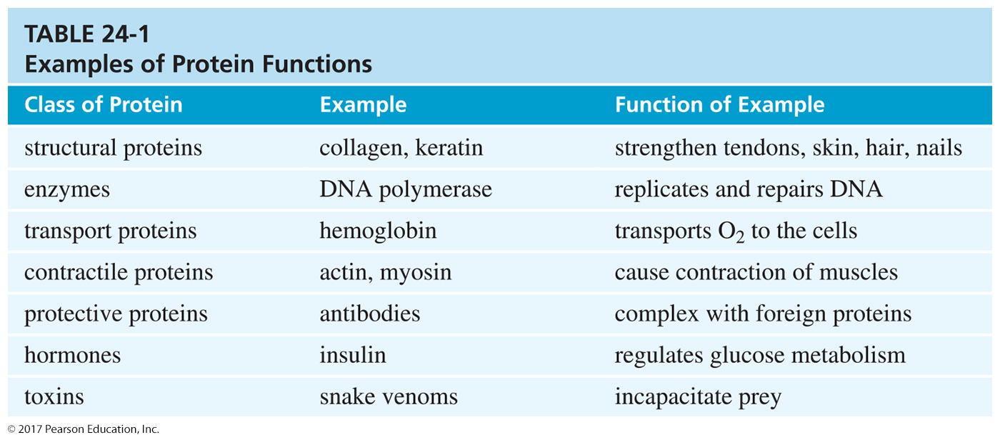 TABLE 24-1
Examples of Protein Functions
Class of Protein Example Function of Example
structural proteins collagen, keratin strengthen tendons, skin, hair, nails
enzymes DNA polymerase replicates and repairs DNA
transport proteins hemoglobin transports O₂ to the cells
contractile proteins actin, myosin cause contraction of muscles
protective proteins antibodies complex with foreign proteins
hormones insulin regulates glucose metabolism
toxins snake venoms incapacitate prey
© 2017 Pearson Education, Inc.